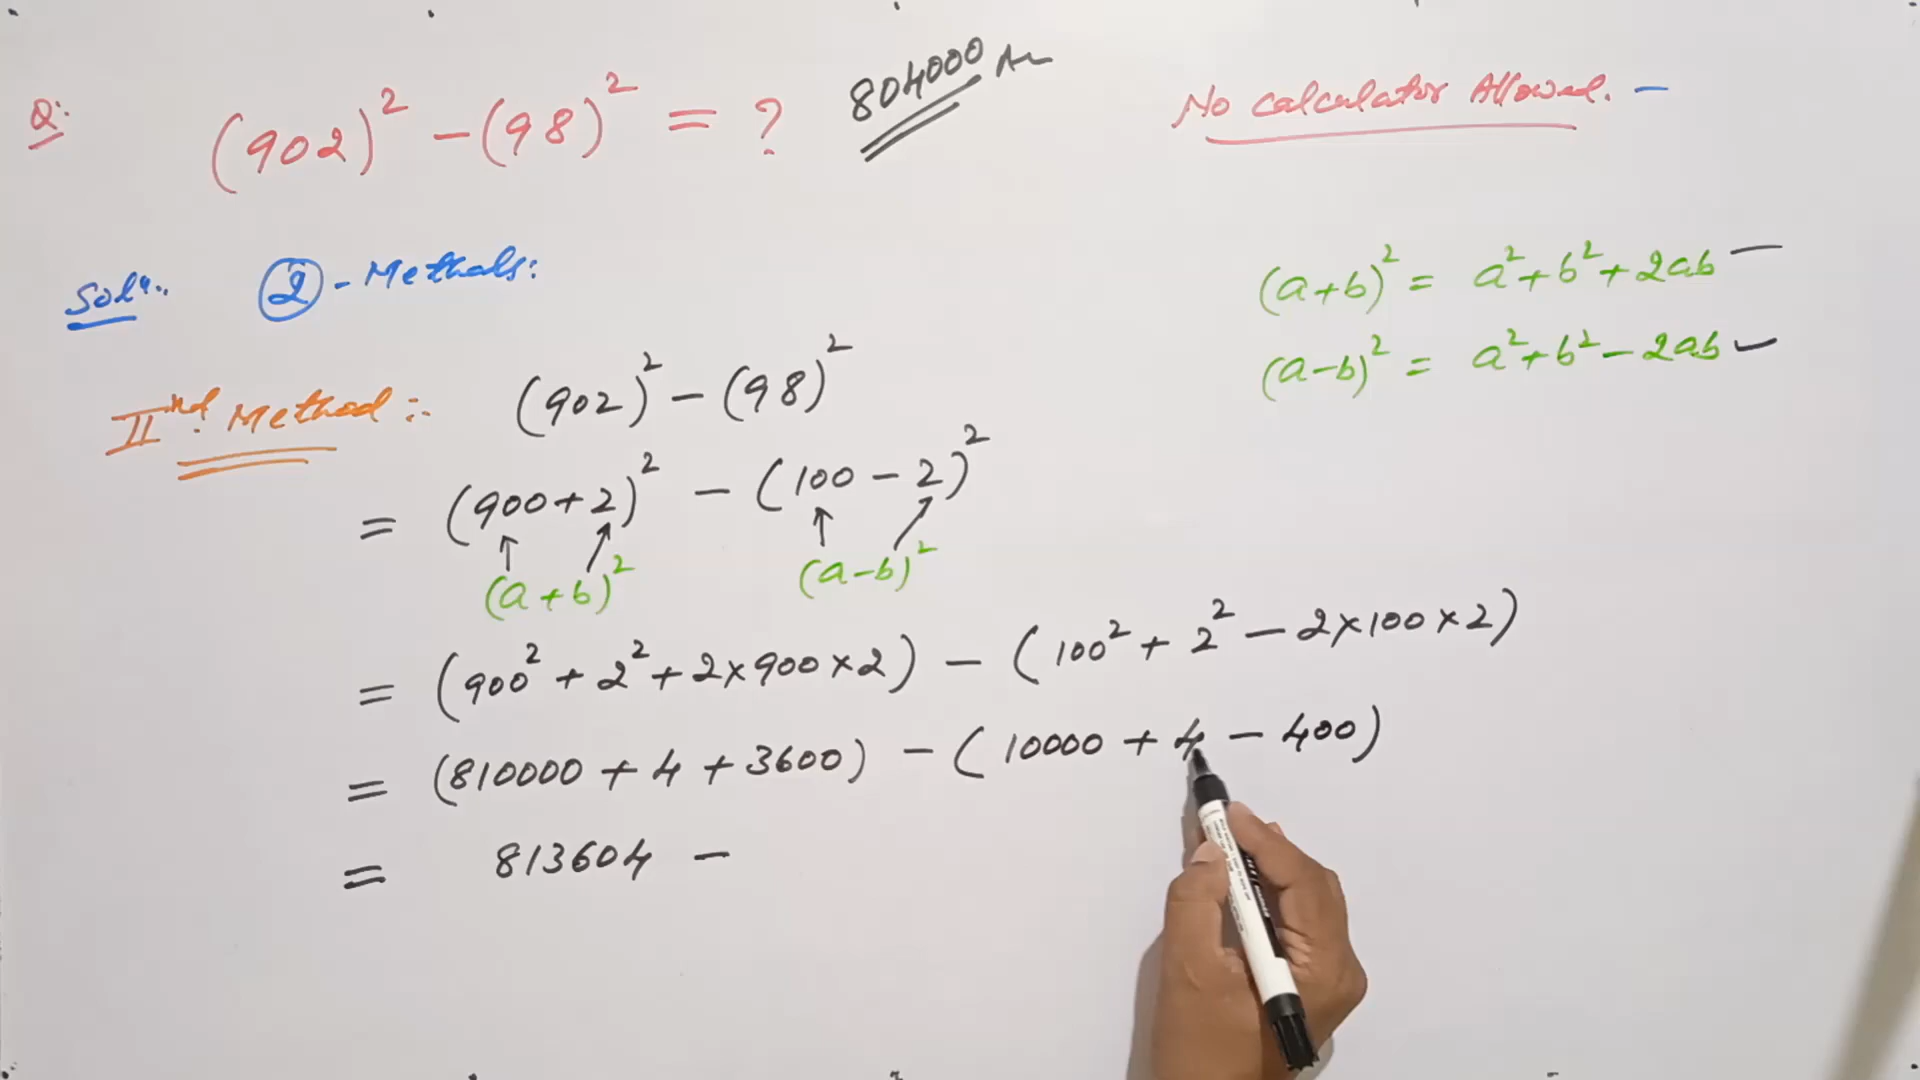 Q: (902)² - (98)² = ? 804000 An No calculator Allowed. -
Solⁿ: ② - Methods:
(a+b)² = a² + b² + 2ab
(a-b)² = a² + b² - 2ab
IInd Method :- (902)² - (98)²
= (900+2)² - (100-2)²
(a+b)² (a-b)²
= (900² + 2² + 2×900×2) - (100² + 2² - 2×100×2)
= (810000 + 4 + 3600) - (10000 + 4 - 400)
= 813604 -